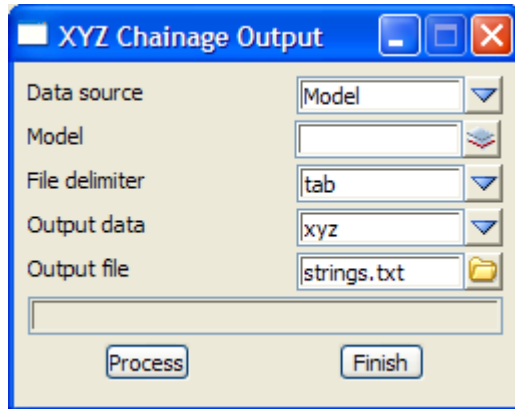 XYZ Chainage Output
Data source Model
Model
File delimiter tab
Output data xyz
Output file strings.txt
Process Finish